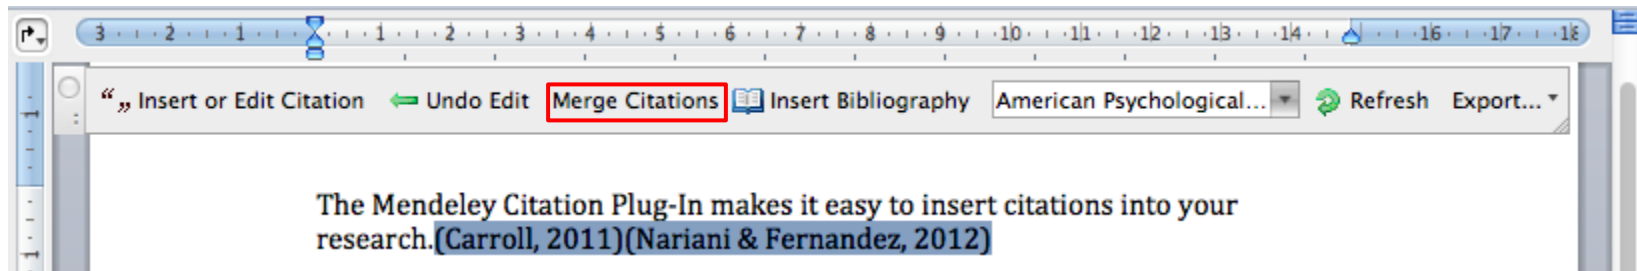 3 2 1 1 2 3 4 5 6 7 8 9 10 11 12 13 14 16 17 18
“ „ Insert or Edit Citation Undo Edit Merge Citations Insert Bibliography American Psychological... Refresh Export...
1
The Mendeley Citation Plug-In makes it easy to insert citations into your
research.(Carroll, 2011)(Nariani & Fernandez, 2012)
1